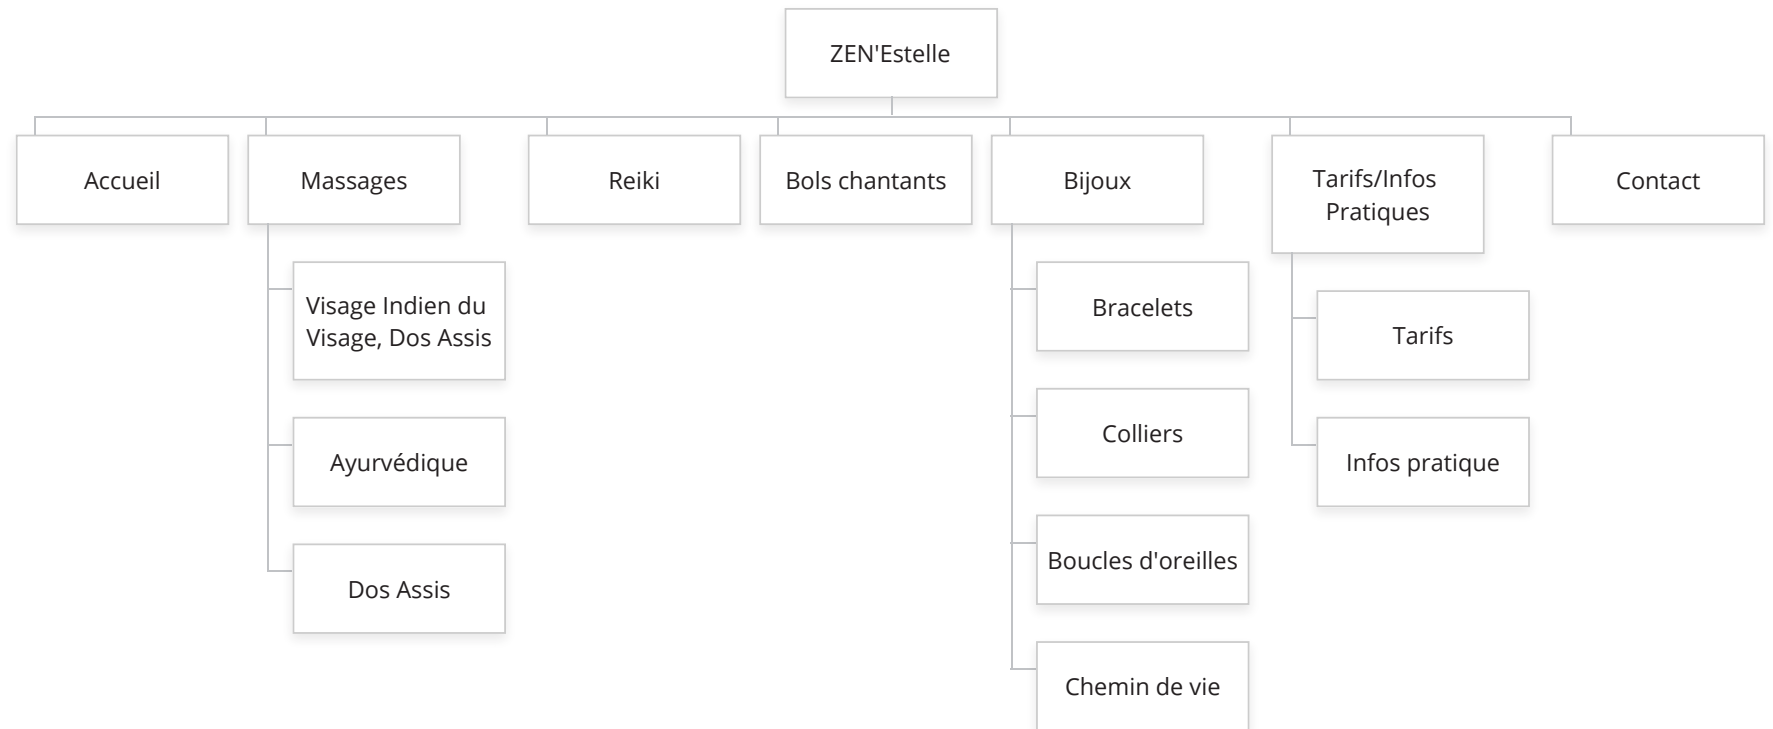 ZEN'Estelle
Accueil
Massages
Reiki
Bols chantants
Bijoux
Tarifs/Infos
Pratiques
Contact
Visage Indien du
Visage, Dos Assis
Ayurvédique
Dos Assis
Bracelets
Colliers
Boucles d'oreilles
Chemin de vie
Tarifs
Infos pratique